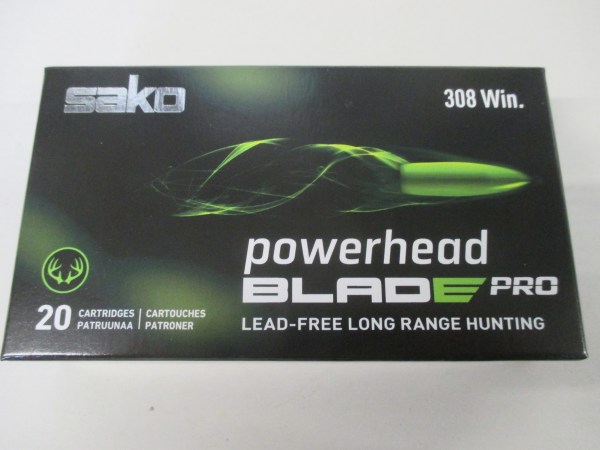 sako
308 Win.
powerhead
BLADE PRO
20 CARTRIDGES | CARTOUCHES
PATRUUNAA | PATRONER
LEAD-FREE LONG RANGE HUNTING